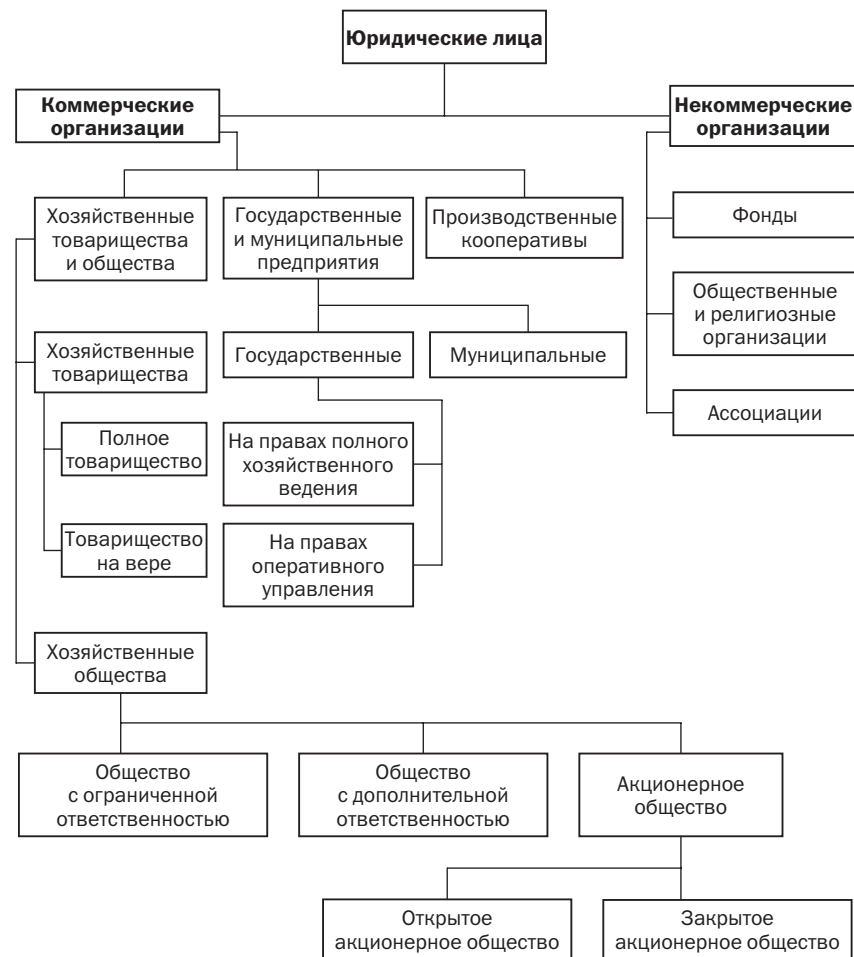 Юридические лица
Коммерческие
организации
Некоммерческие
организации
Хозяйственные
товарищества
и общества
Государственные
и муниципальные
предприятия
Производственные
кооперативы
Фонды
Общественные
и религиозные
организации
Хозяйственные
товарищества
Государственные
Муниципальные
Ассоциации
Полное
товарищество
На правах полного
хозяйственного
ведения
Товарищество
на вере
На правах
оперативного
управления
Хозяйственные
общества
Общество
с ограниченной
ответственностью
Общество
с дополнительной
ответственностью
Акционерное
общество
Открытое
акционерное общество
Закрытое
акционерное общество